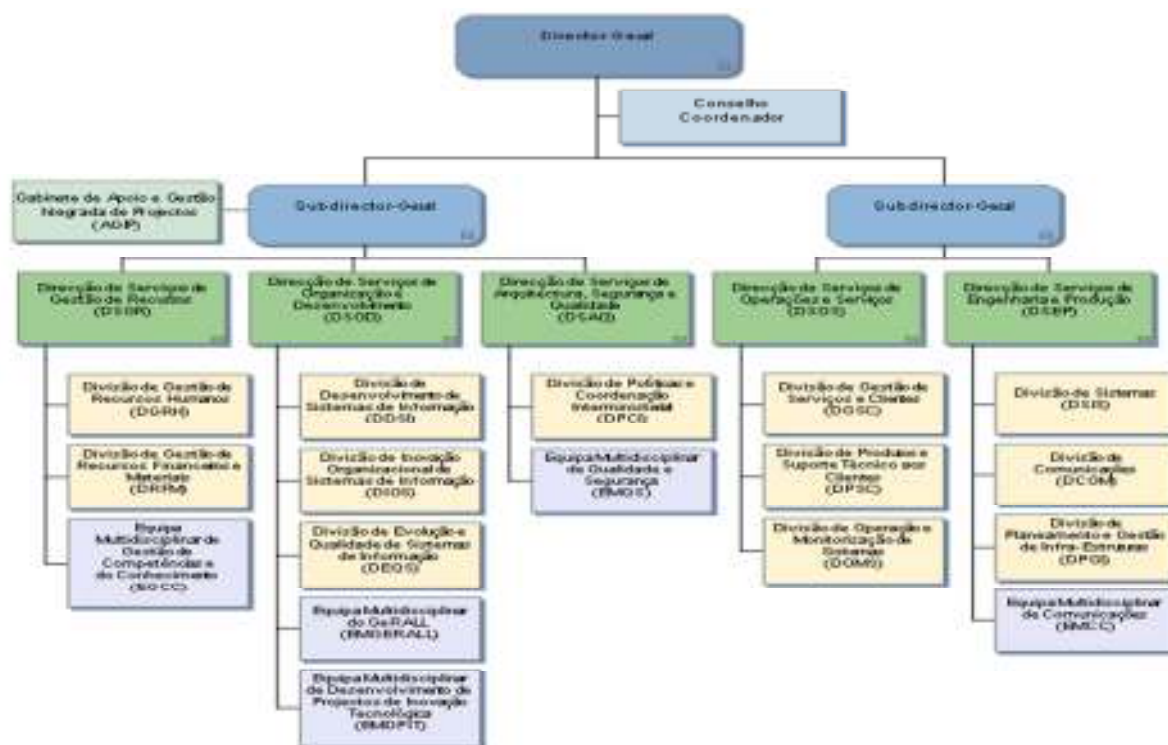 Director-Geral
Conselho
Coordenador
Gabinete de Apoio e Gestão
Integrada de Projectos
(AGIP)
Subdirector-Geral
Subdirector-Geral
Direcção de Serviços de
Gestão de Recursos
(DSGR)
Direcção de Serviços de
Organização e
Desenvolvimento
(DSOD)
Direcção de Serviços de
Arquitectura, Segurança e
Qualidade
(DSAQ)
Direcção de Serviços de
Operações e Serviços
(DSOS)
Direcção de Serviços de
Engenharia e Produção
(DSEP)
Divisão de Gestão de
Recursos Humanos
(DGRH)
Divisão de Gestão de
Recursos Financeiros e
Materiais
(DRFM)
Equipa
Multidisciplinar de
Gestão de
Competências e
do Conhecimento
(EGCC)
Divisão de
Desenvolvimento de
Sistemas de Informação
(DDSI)
Divisão de Inovação
Organizacional de
Sistemas de Informação
(DIOS)
Divisão de Evolução e
Qualidade de Sistemas
de Informação
(DEQS)
Equipa Multidisciplinar
do GeRALL
(EMGERALL)
Equipa Multidisciplinar
de Desenvolvimento de
Projectos de Inovação
Tecnológica
(EMDPIT)
Divisão de Políticas e
Coordenação
Interministerial
(DPCI)
Equipa Multidisciplinar
de Qualidade e
Segurança
(EMQS)
Divisão de Gestão de
Serviços e Clientes
(DGSC)
Divisão de Produção e
Suporte Técnico aos
Clientes
(DPSC)
Divisão de Operação e
Monitorização de
Sistemas
(DOMS)
Divisão de Sistemas
(DSIS)
Divisão de
Comunicações
(DCOM)
Divisão de
Planeamento e Gestão
de Infra-Estruturas
(DPGI)
Equipa Multidisciplinar
de Comunicações
(EMCC)